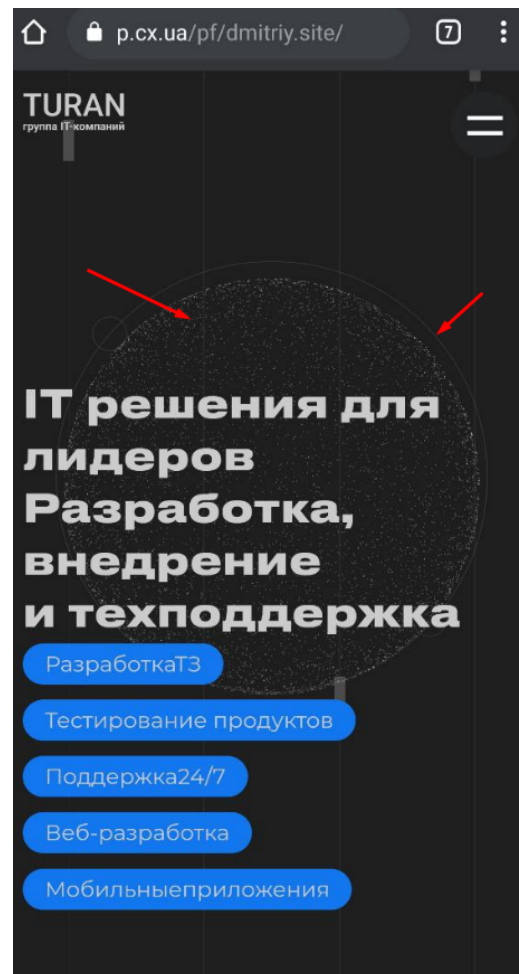 p.cx.ua/pf/dmitriy.site/
7
TURAN
группа IT-компаний
IT решения для
лидеров
Разработка,
внедрение
и техподдержка
РазработкаТЗ
Тестирование продуктов
Поддержка24/7
Веб-разработка
Мобильныеприложения